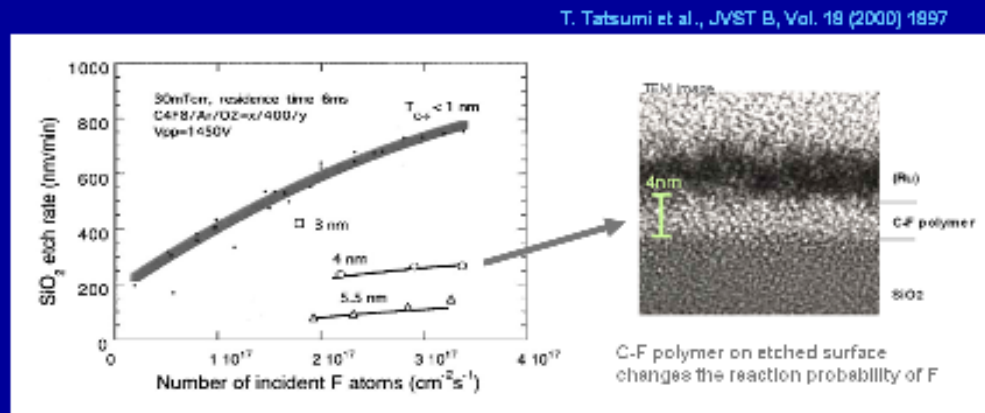 T. Tatsumi et al., JVST B, Vol. 18 (2000) 1897
1000
800
600
400
200
0
SiO2 etch rate (nm/min)
30mTorr, residence time 6ms
C4F8/Ar/O2=x/400/y
Vpp=1450V
TC-F < 1 nm
3 nm
4 nm
5.5 nm
0
1 10^17
2 10^17
3 10^17
4 10^17
Number of incident F atoms (cm^-2 s^-1)
TEM image
4nm
(Ru)
C-F polymer
SiO2
C-F polymer on etched surface
changes the reaction probability of F